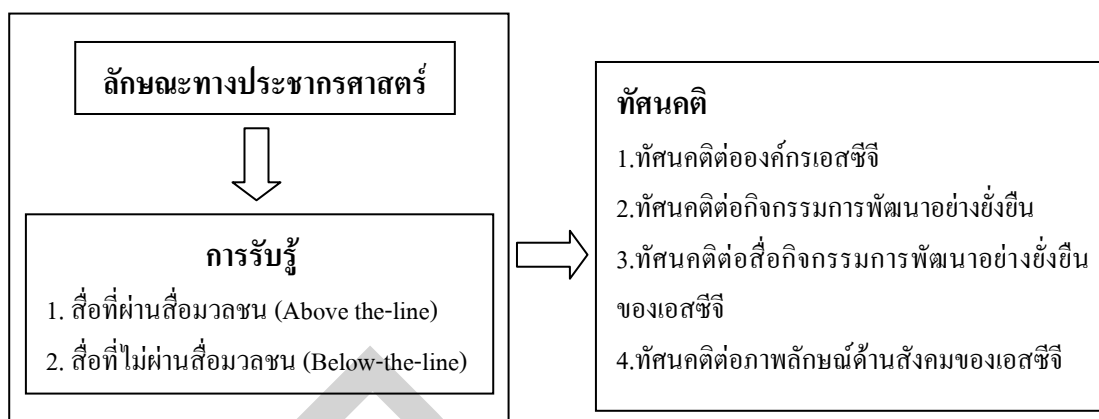 ลักษณะทางประชากรศาสตร์
การรับรู้
1. สื่อที่ผ่านสื่อมวลชน (Above the-line)
2. สื่อที่ไม่ผ่านสื่อมวลชน (Below-the-line)
ทัศนคติ
1.ทัศนคติต่อองค์กรเอสซีจี
2.ทัศนคติต่อกิจกรรมการพัฒนาอย่างยั่งยืน
3.ทัศนคติต่อสื่อกิจกรรมการพัฒนาอย่างยั่งยืน
ของเอสซีจี
4.ทัศนคติต่อภาพลักษณ์ด้านสังคมของเอสซีจี